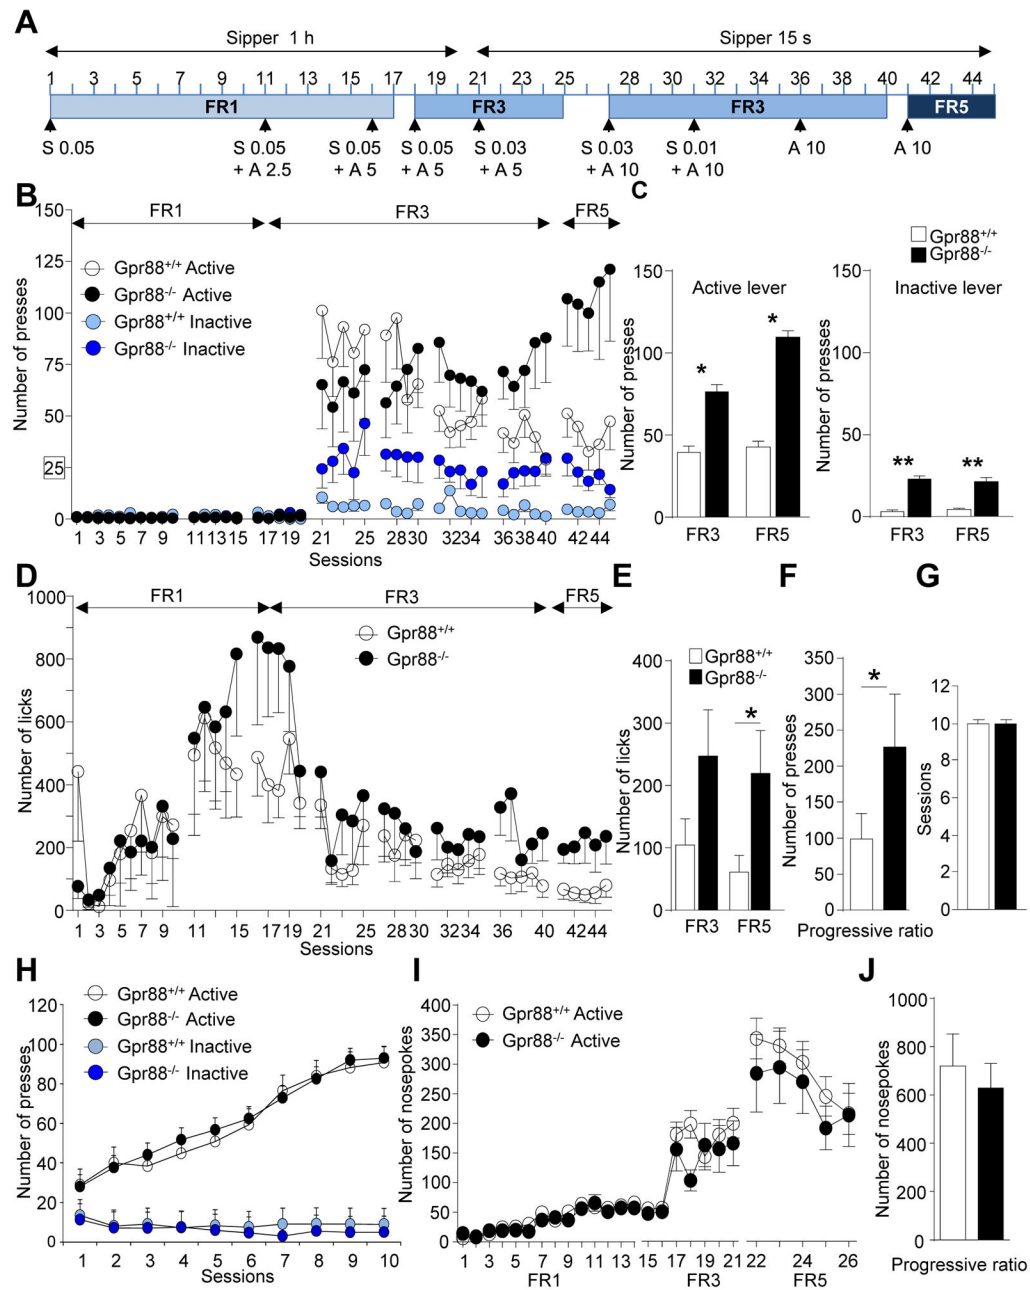 A
Sipper 1 h
Sipper 15 s
1 3 5 7 9 11 13 15 17 19 21 23 25 28 30 32 34 36 38 40 42 44
FR1 FR3 FR3 FR5
S 0.05 S 0.05 S 0.05 S 0.05 S 0.03 S 0.03 S 0.01 A 10 A 10
+ A 2.5 + A 5 + A 5 + A 5 + A 10 + A 10
B
FR1 FR3 FR5
Gpr88+/+ Active
Gpr88-/- Active
Gpr88+/+ Inactive
Gpr88-/- Inactive
Number of presses
150
125
100
75
50
25
0
1 3 5 7 9 11 13 15 17 19 21 25 28 30 32 34 36 38 40 42 44
Sessions
C
Gpr88+/+
Gpr88-/-
Active lever
Number of presses
150
100
50
0
* *
FR3 FR5
Inactive lever
Number of presses
150
100
50
0
** **
FR3 FR5
D
FR1 FR3 FR5
Gpr88+/+
Gpr88-/-
Number of licks
1000
800
600
400
200
0
1 3 5 7 9 11 15 17 19 21 25 28 30 32 34 36 40 42 44
Sessions
E
Gpr88+/+
Gpr88-/-
Number of licks
400
300
200
100
0
*
FR3 FR5
F
Number of presses
350
300
250
200
150
100
50
0
*
Progressive ratio
G
Sessions
12
10
8
6
4
2
0
H
Gpr88+/+ Active
Gpr88-/- Active
Gpr88+/+ Inactive
Gpr88-/- Inactive
Number of presses
120
100
80
60
40
20
0
1 2 3 4 5 6 7 8 9 10
Sessions
I
Gpr88+/+ Active
Gpr88-/- Active
Number of nosepokes
400
350
300
250
200
150
100
50
0
1 3 5 7 9 11 13 15 17 19 21 22 24 26
FR1 FR3 FR5
J
Number of nosepokes
1000
800
600
400
200
0
Progressive ratio